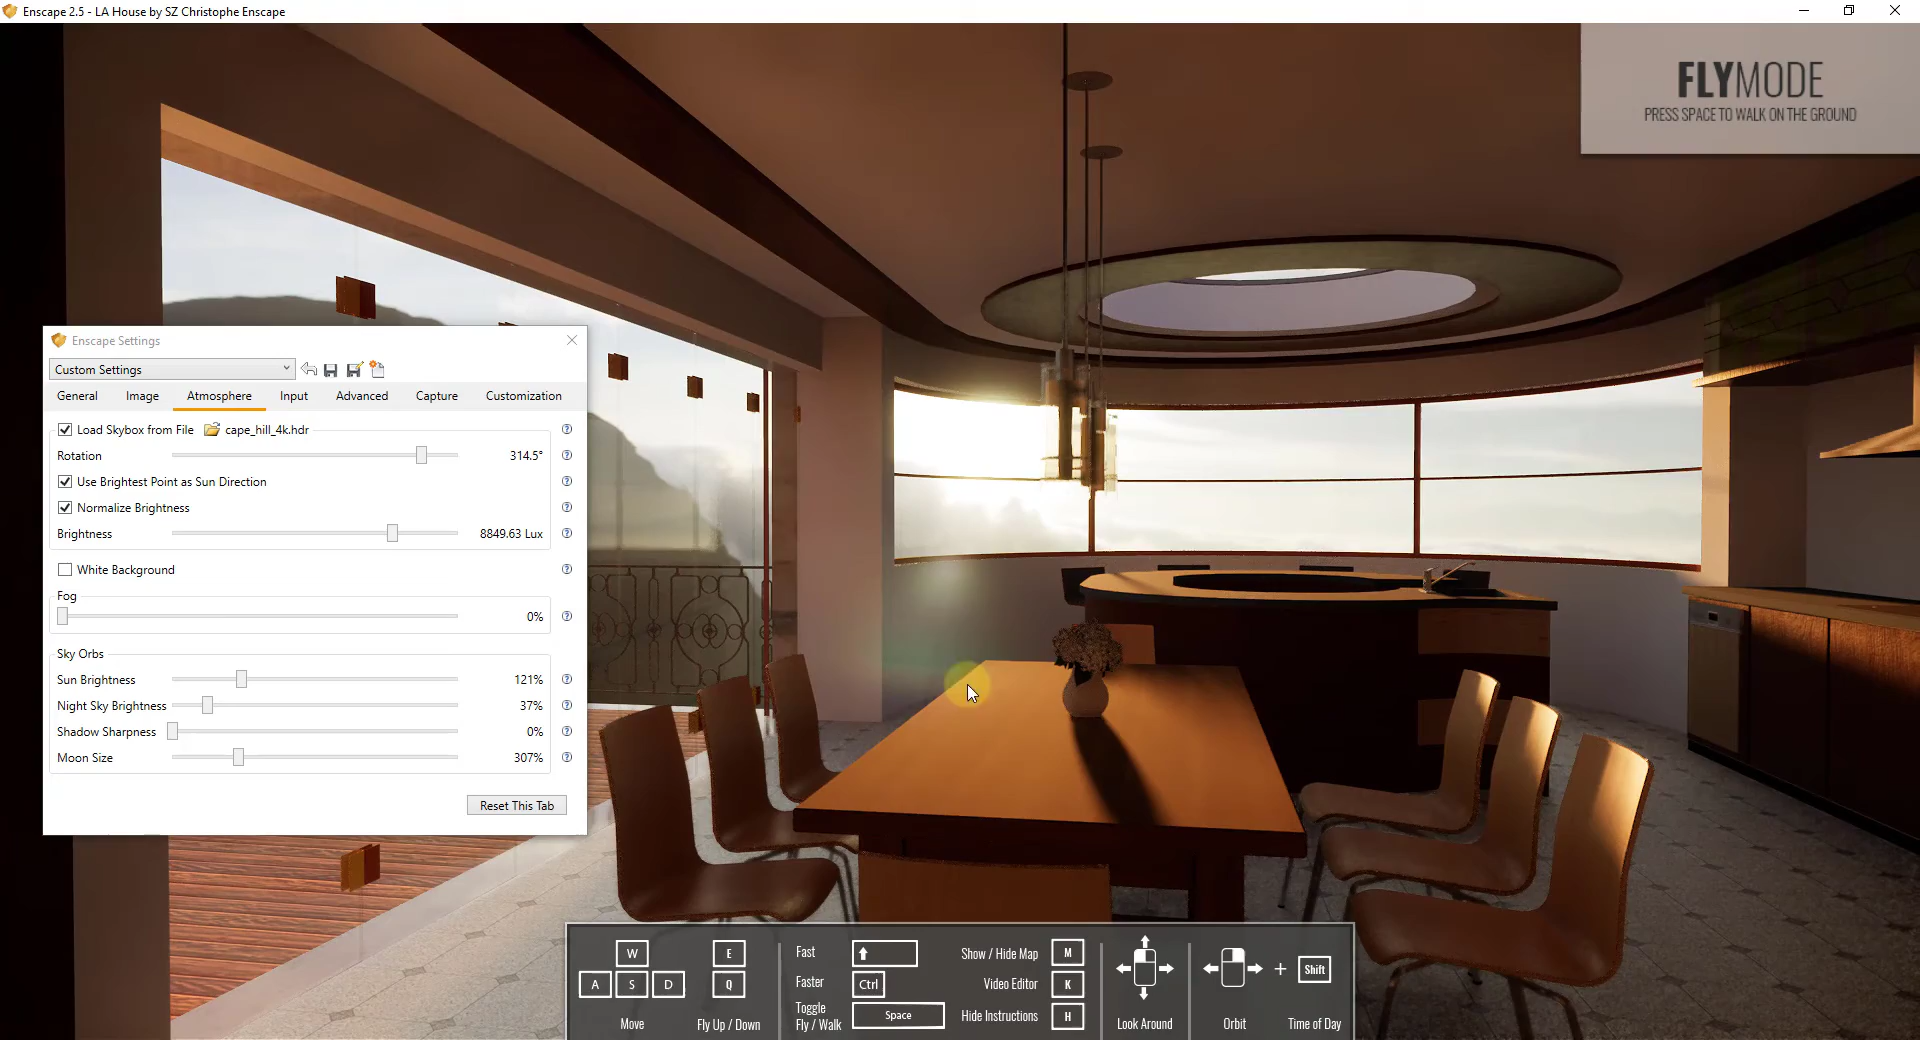 Enscape 2.5 - LA House by SZ Christophe Enscape
FLYMODE
PRESS SPACE TO WALK ON THE GROUND
Enscape Settings
Custom Settings
General Image Atmosphere Input Advanced Capture Customization
Load Skybox from File cape_hill_4k.hdr
Rotation 314.5°
Use Brightest Point as Sun Direction
Normalize Brightness
Brightness 8849.63 Lux
White Background
Fog
0%
Sky Orbs
Sun Brightness 121%
Night Sky Brightness 37%
Shadow Sharpness 0%
Moon Size 307%
Reset This Tab
W
A S D
Move
E
Q
Fly Up / Down
Fast
Faster Ctrl
Toggle
Fly / Walk Space
Show / Hide Map M
Video Editor K
Hide Instructions H
Look Around
Orbit
+ Shift
Time of Day